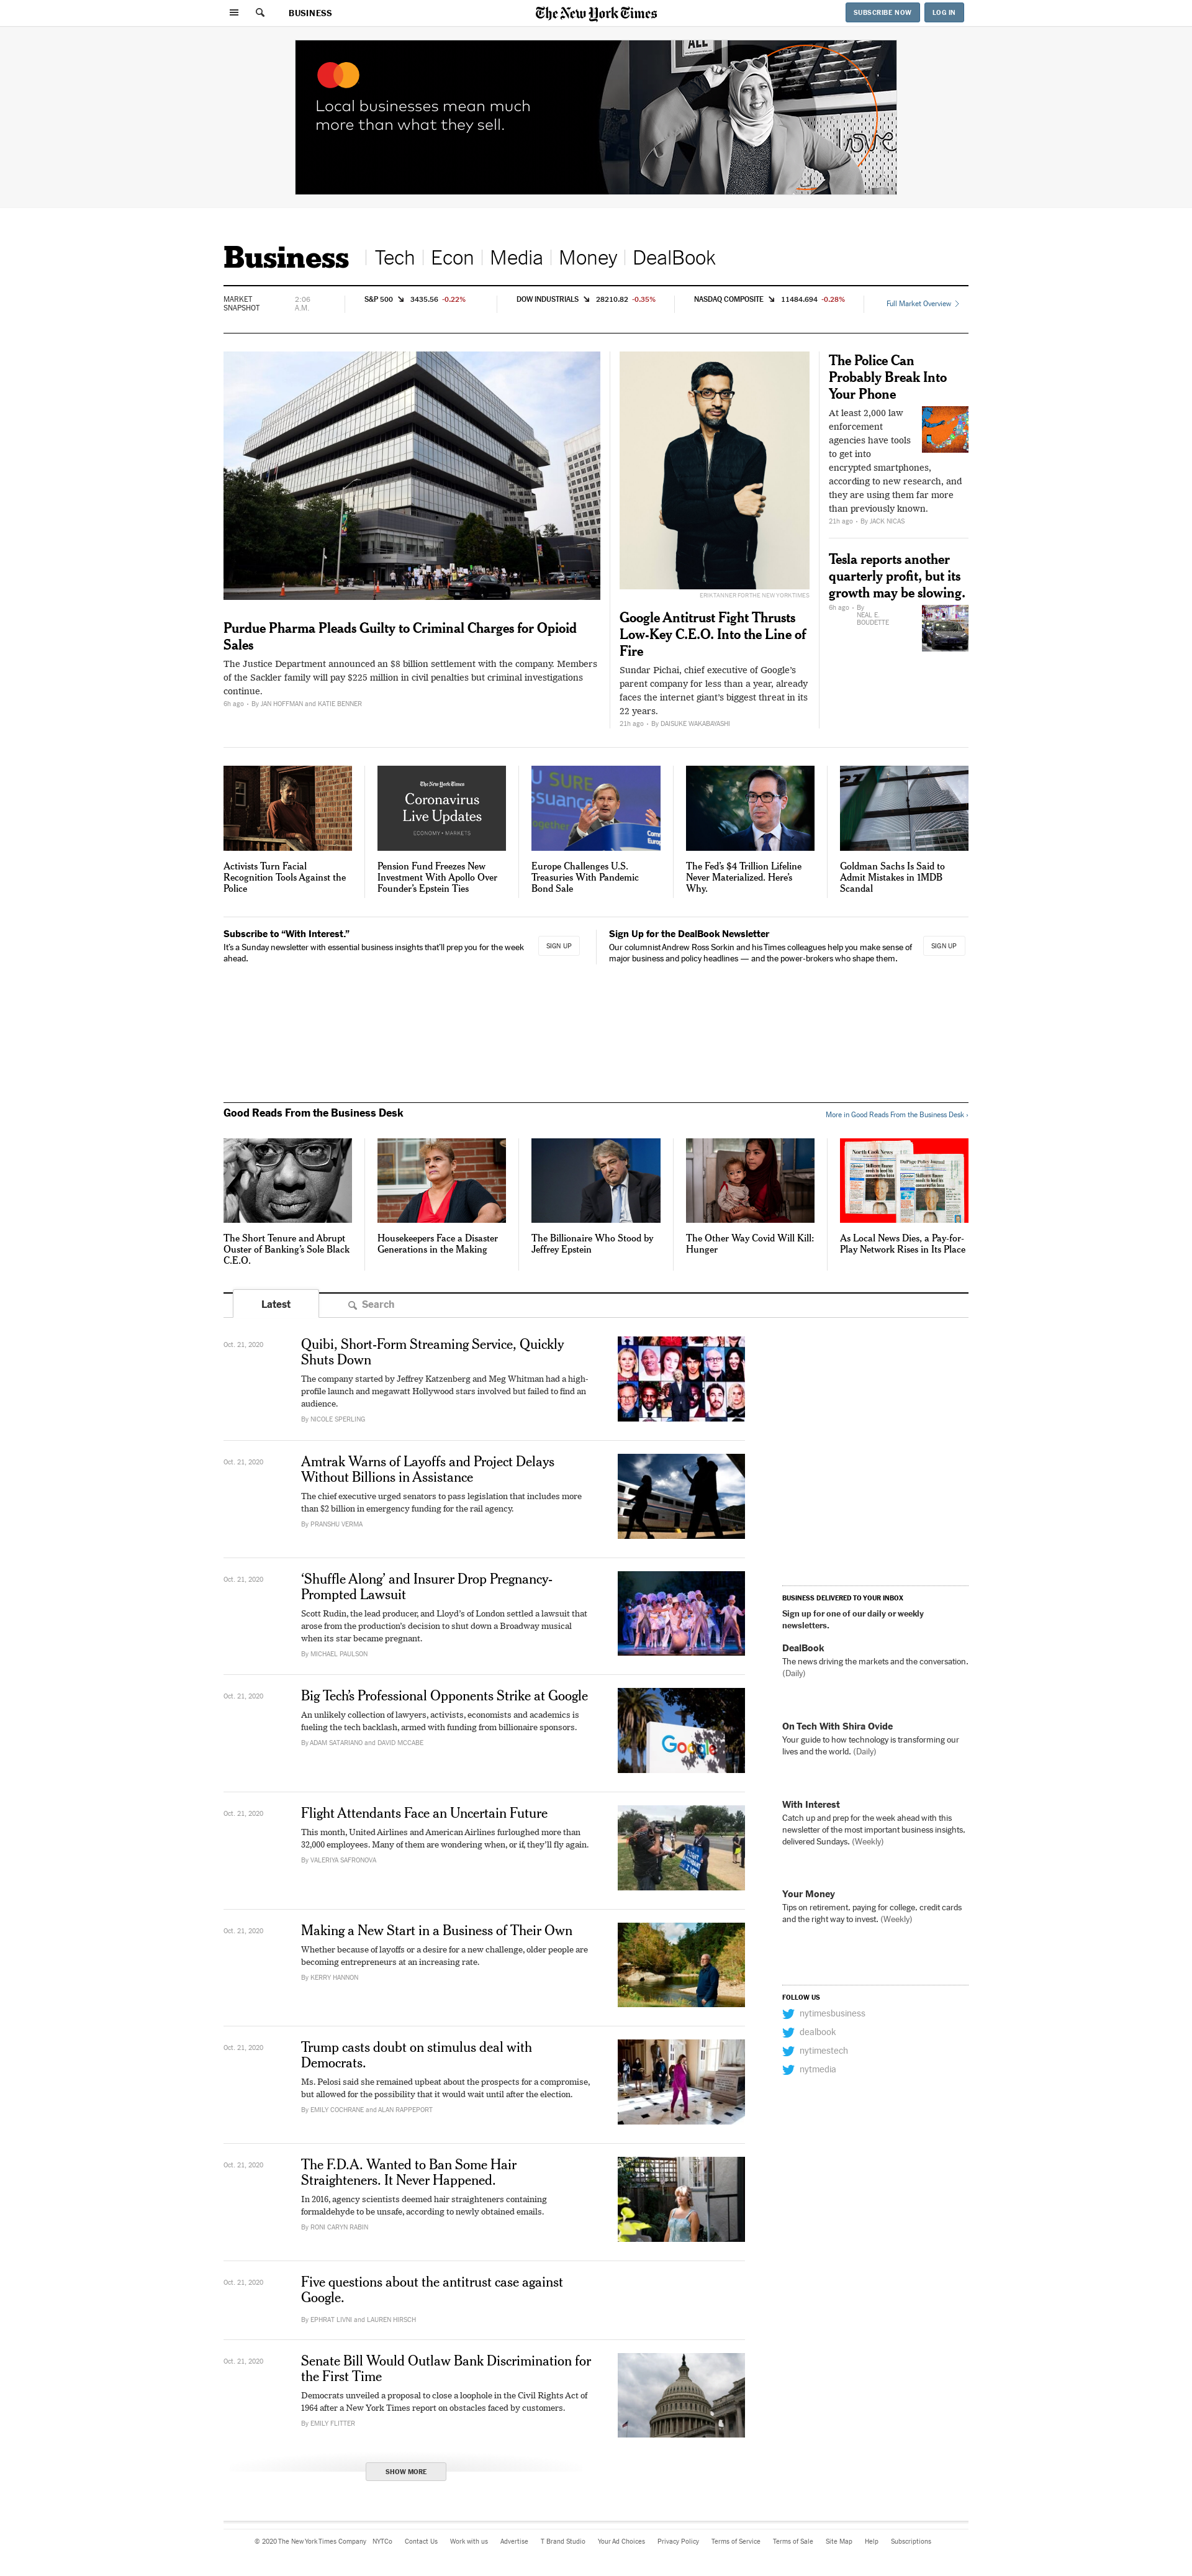 BUSINESS
The New York Times
SUBSCRIBE NOW
LOG IN
ALL
Local businesses mean much
more than what they sell.
love
Business
Tech
Econ
Media
Money
DealBook
MARKET
SNAPSHOT
2:06
A.M.
S&P 500 ↘ 3435.56 -0.22%
DOW INDUSTRIALS ↘ 28210.82 -0.35%
NASDAQ COMPOSITE ↘ 11484.694 -0.28%
Full Market Overview
Purdue Pharma Pleads Guilty to Criminal Charges for Opioid
Sales
The Justice Department announced an $8 billion settlement with the company. Members
of the Sackler family will pay $225 million in civil penalties but criminal investigations
continue.
6h ago • By JAN HOFFMAN and KATIE BENNER
ERIK TANNER FOR THE NEW YORK TIMES
Google Antitrust Fight Thrusts
Low-Key C.E.O. Into the Line of
Fire
Sundar Pichai, chief executive of Google’s
parent company for less than a year, already
faces the internet giant’s biggest threat in its
22 years.
21h ago • By DAISUKE WAKABAYASHI
The Police Can
Probably Break Into
Your Phone
At least 2,000 law
enforcement
agencies have tools
to get into
encrypted smartphones,
according to new research, and
they are using them far more
than previously known.
21h ago • By JACK NICAS
Tesla reports another
quarterly profit, but its
growth may be slowing.
6h ago • By
NEAL E.
BOUDETTE
Activists Turn Facial
Recognition Tools Against the
Police
The New York Times
Coronavirus
Live Updates
ECONOMY • MARKETS
Pension Fund Freezes New
Investment With Apollo Over
Founder’s Epstein Ties
U SURE
ssuance
ogether
Europe Challenges U.S.
Treasuries With Pandemic
Bond Sale
The Fed’s $4 Trillion Lifeline
Never Materialized. Here’s
Why.
Goldman Sachs Is Said to
Admit Mistakes in 1MDB
Scandal
Subscribe to “With Interest.”
It’s a Sunday newsletter with essential business insights that’ll prep you for the week
ahead.
SIGN UP
Sign Up for the DealBook Newsletter
Our columnist Andrew Ross Sorkin and his Times colleagues help you make sense of
major business and policy headlines — and the power-brokers who shape them.
SIGN UP
Good Reads From the Business Desk
More in Good Reads From the Business Desk ›
The Short Tenure and Abrupt
Ouster of Banking’s Sole Black
C.E.O.
Housekeepers Face a Disaster
Generations in the Making
The Billionaire Who Stood by
Jeffrey Epstein
The Other Way Covid Will Kill:
Hunger
North Cook News
DuPage Policy Journal
As Local News Dies, a Pay-for-
Play Network Rises in Its Place
Latest
Search
Oct. 21, 2020
Quibi, Short-Form Streaming Service, Quickly
Shuts Down
The company started by Jeffrey Katzenberg and Meg Whitman had a high-
profile launch and megawatt Hollywood stars involved but failed to find an
audience.
By NICOLE SPERLING
Oct. 21, 2020
Amtrak Warns of Layoffs and Project Delays
Without Billions in Assistance
The chief executive urged senators to pass legislation that includes more
than $2 billion in emergency funding for the rail agency.
By PRANSHU VERMA
Oct. 21, 2020
‘Shuffle Along’ and Insurer Drop Pregnancy-
Prompted Lawsuit
Scott Rudin, the lead producer, and Lloyd’s of London settled a lawsuit that
arose from the production’s decision to shut down a Broadway musical
when its star became pregnant.
By MICHAEL PAULSON
Oct. 21, 2020
Big Tech’s Professional Opponents Strike at Google
An unlikely collection of lawyers, activists, economists and academics is
fueling the tech backlash, armed with funding from billionaire sponsors.
By ADAM SATARIANO and DAVID MCCABE
Google
Oct. 21, 2020
Flight Attendants Face an Uncertain Future
This month, United Airlines and American Airlines furloughed more than
32,000 employees. Many of them are wondering when, or if, they’ll fly again.
By VALERIYA SAFRONOVA
Oct. 21, 2020
Making a New Start in a Business of Their Own
Whether because of layoffs or a desire for a new challenge, older people are
becoming entrepreneurs at an increasing rate.
By KERRY HANNON
Oct. 21, 2020
Trump casts doubt on stimulus deal with
Democrats.
Ms. Pelosi said she remained upbeat about the prospects for a compromise,
but allowed for the possibility that it would wait until after the election.
By EMILY COCHRANE and ALAN RAPPEPORT
Oct. 21, 2020
The F.D.A. Wanted to Ban Some Hair
Straighteners. It Never Happened.
In 2016, agency scientists deemed hair straighteners containing
formaldehyde to be unsafe, according to newly obtained emails.
By RONI CARYN RABIN
Oct. 21, 2020
Five questions about the antitrust case against
Google.
By EPHRAT LIVNI and LAUREN HIRSCH
Oct. 21, 2020
Senate Bill Would Outlaw Bank Discrimination for
the First Time
Democrats unveiled a proposal to close a loophole in the Civil Rights Act of
1964 after a New York Times report on obstacles faced by customers.
By EMILY FLITTER
SHOW MORE
BUSINESS DELIVERED TO YOUR INBOX
Sign up for one of our daily or weekly
newsletters.
DealBook
The news driving the markets and the conversation.
(Daily)
On Tech With Shira Ovide
Your guide to how technology is transforming our
lives and the world. (Daily)
With Interest
Catch up and prep for the week ahead with this
newsletter of the most important business insights,
delivered Sundays. (Weekly)
Your Money
Tips on retirement, paying for college, credit cards
and the right way to invest. (Weekly)
FOLLOW US
nytimesbusiness
dealbook
nytimestech
nytmedia
© 2020 The New York Times Company
NYTCo
Contact Us
Work with us
Advertise
T Brand Studio
Your Ad Choices
Privacy Policy
Terms of Service
Terms of Sale
Site Map
Help
Subscriptions